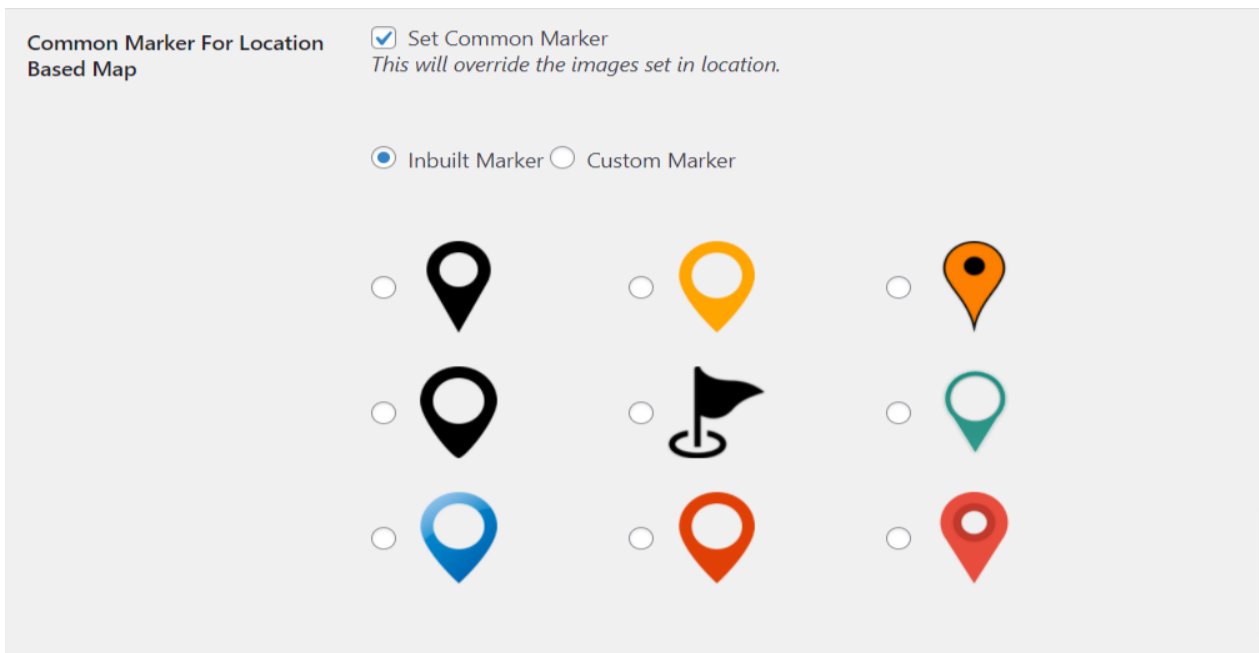 Common Marker For Location
Based Map
Set Common Marker
This will override the images set in location.
Inbuilt Marker Custom Marker